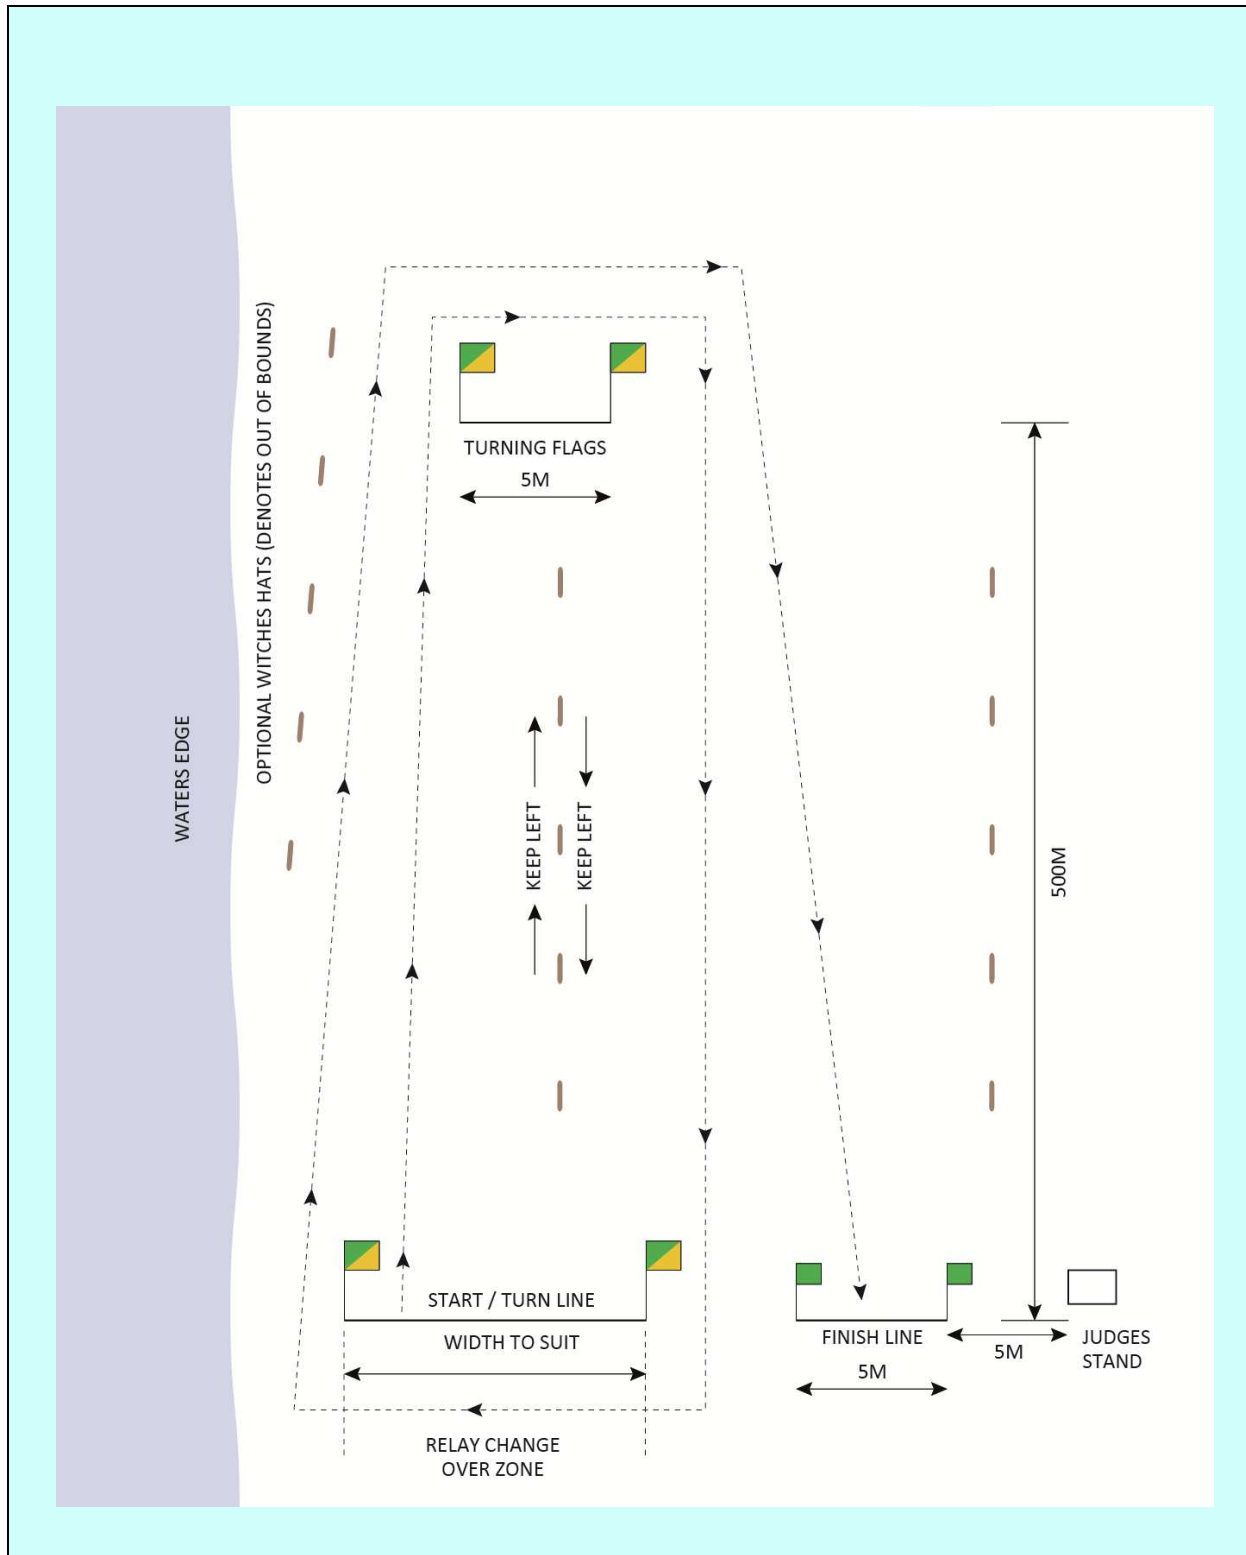 OPTIONAL WITCHES HATS (DENOTES OUT OF BOUNDS)
WATERS EDGE
TURNING FLAGS
5M
KEEP LEFT
KEEP LEFT
500M
START / TURN LINE
WIDTH TO SUIT
RELAY CHANGE
OVER ZONE
FINISH LINE
5M
5M
JUDGES
STAND